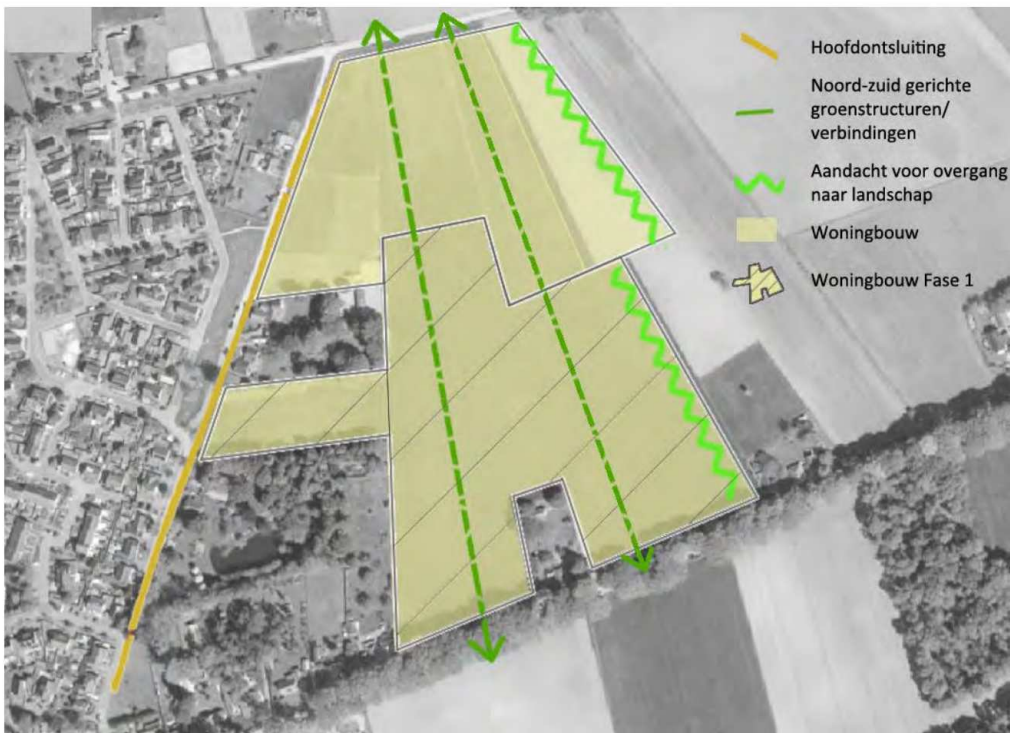 Hoofdontsluiting
Noord-zuid gerichte
groenstructuren/
verbindingen
Aandacht voor overgang
naar landschap
Woningbouw
Woningbouw Fase 1